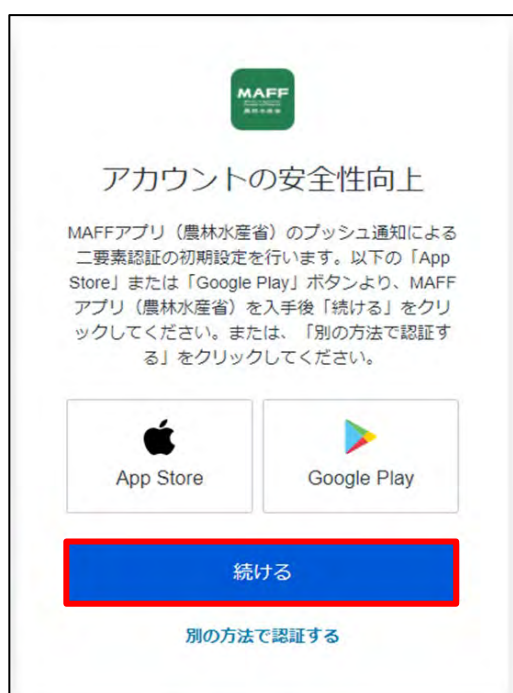 MAFF
農林水産省
アカウントの安全性向上
MAFFアプリ（農林水産省）のプッシュ通知による
二要素認証の初期設定を行います。以下の「App
Store」または「Google Play」ボタンより、MAFF
アプリ（農林水産省）を入手後「続ける」をクリ
ックしてください。または、「別の方法で認証す
る」をクリックしてください。
App Store
Google Play
続ける
別の方法で認証する